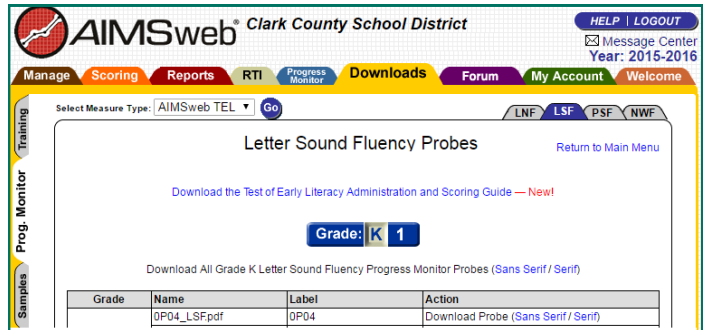 AIMSweb® Clark County School District
HELP | LOGOUT
Message Center
Year: 2015-2016
Manage Scoring Reports RTI Progress Monitor Downloads Forum My Account Welcome
Training
Prog. Monitor
Samples
Select Measure Type: AIMSweb TEL Go
LNF LSF PSF NWF
Letter Sound Fluency Probes
Return to Main Menu
Download the Test of Early Literacy Administration and Scoring Guide — New!
Grade: K 1
Download All Grade K Letter Sound Fluency Progress Monitor Probes (Sans Serif / Serif)
Grade Name Label Action
0P04_LSF.pdf 0P04 Download Probe (Sans Serif / Serif)